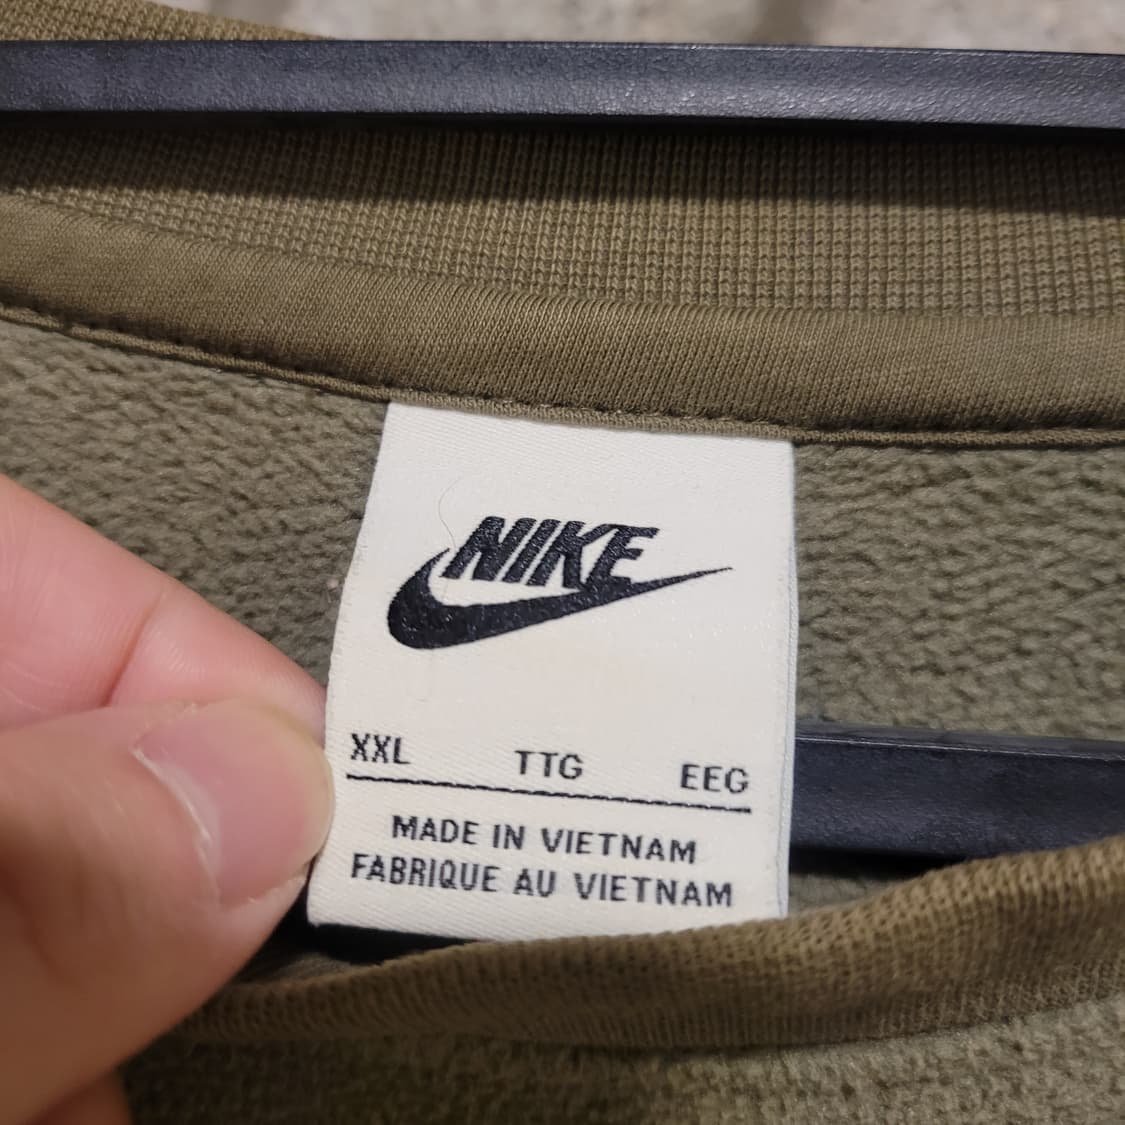 NIKE
XXL TTG EEG
MADE IN VIETNAM
FABRIQUE AU VIETNAM